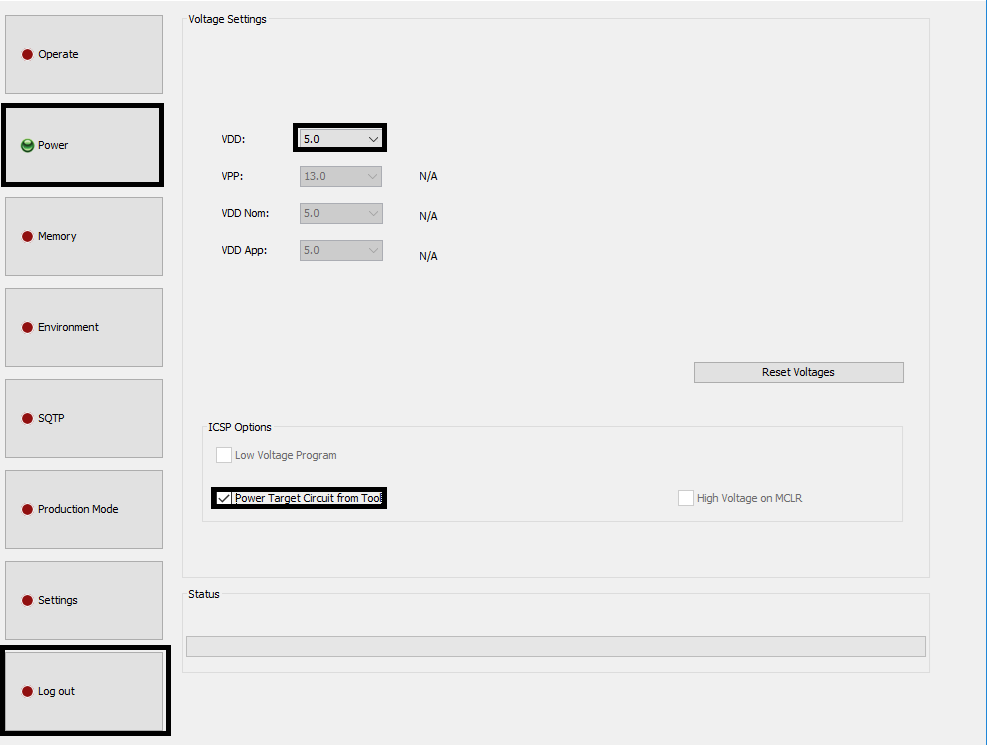 Operate
Power
Memory
Environment
SQTP
Production Mode
Settings
Log out
Voltage Settings
VDD: 5.0
VPP: 13.0 N/A
VDD Nom: 5.0 N/A
VDD App: 5.0 N/A
Reset Voltages
ICSP Options
Low Voltage Program
Power Target Circuit from Tool High Voltage on MCLR
Status